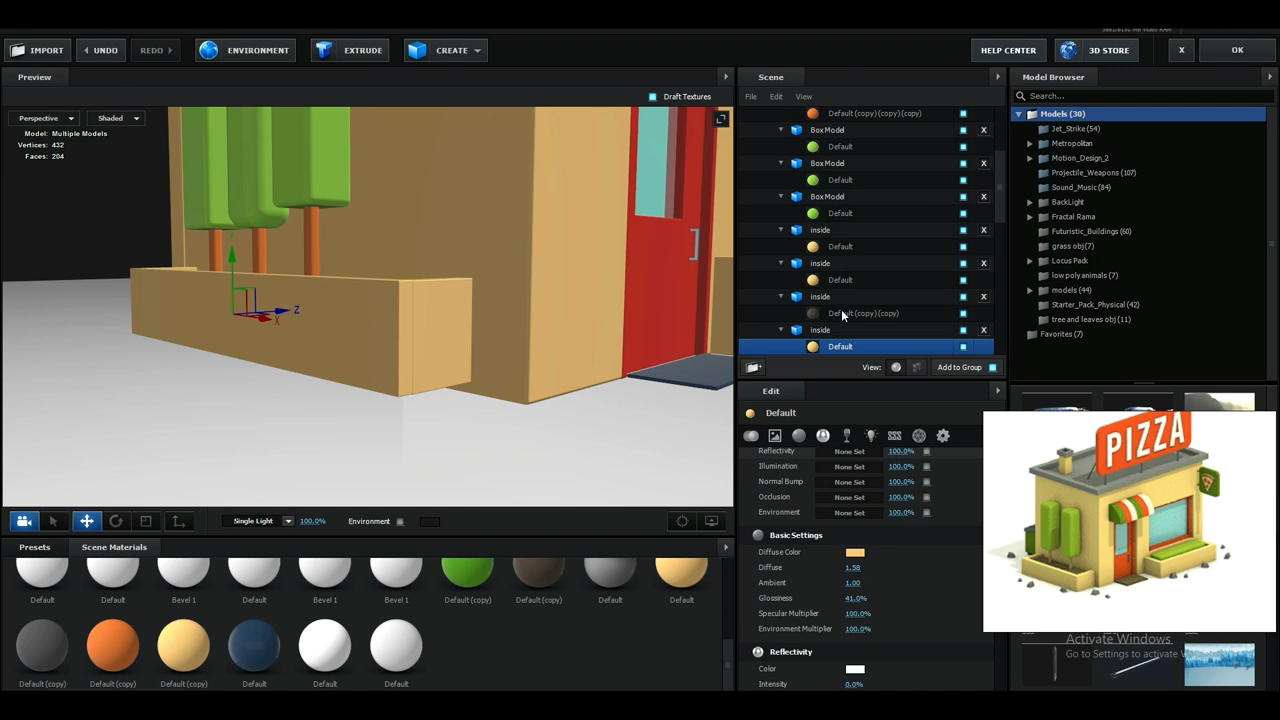 IMPORT
UNDO
REDO
ENVIRONMENT
EXTRUDE
CREATE
HELP CENTER
3D STORE
X
OK
Preview
Draft Textures
Perspective
Shaded
Model: Multiple Models
Vertices: 432
Faces: 204
Single Light
100.0%
Environment
Scene
File Edit View
Default (copy) (copy) (copy)
Box Model X
Default
Box Model X
Default
Box Model X
Default
inside X
Default
inside X
Default
inside X
Default (copy) (copy)
inside X
Default
View:
Add to Group
Model Browser
Search...
Models (30)
Jet_Strike (54)
Metropolitan
Motion_Design_2
Projectile_Weapons (107)
Sound_Music (84)
BackLight
Fractal Rama
Futuristic_Buildings (60)
grass obj (7)
Locus Pack
low poly animals (7)
models (44)
Starter_Pack_Physical (42)
tree and leaves obj (11)
Favorites (7)
Edit
Default
Reflectivity None Set 100.0%
Illumination None Set 100.0%
Normal Bump None Set 100.0%
Occlusion None Set 100.0%
Environment None Set 100.0%
Basic Settings
Diffuse Color
Diffuse 1.58
Ambient 1.00
Glossiness 41.0%
Specular Multiplier 100.0%
Environment Multiplier 100.0%
Reflectivity
Color
Intensity 0.0%
PIZZA
Activate Windows
Go to Settings to activate W
Presets
Scene Materials
Default Default Bevel 1 Default Bevel 1 Bevel 1 Default (copy) Default (copy) Default Default
Default (copy) Default (copy) Default (copy) Default Default Default